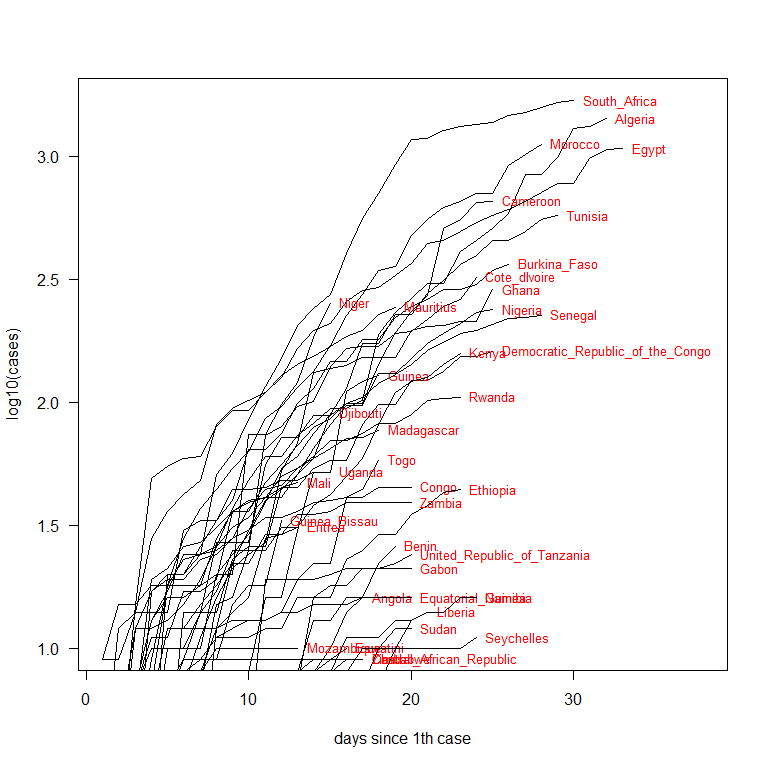 South_Africa
Algeria
Morocco
Egypt
3.0
Cameroon
Tunisia
Burkina_Faso
2.5
Cote_dIvoire
Ghana
Niger
Mauritius
Nigeria
Senegal
Kenya
Democratic_Republic_of_the_Congo
log10(cases)
Guinea
2.0
Rwanda
Djibouti
Madagascar
Togo
Uganda
Mali
Congo
Ethiopia
Zambia
1.5
Guinea_Bissau
Eritrea
Benin
United_Republic_of_Tanzania
Gabon
Angola
Equatorial_Guinea
Namibia
Liberia
Sudan
Seychelles
1.0
Mozambique
Eswatini
Zimbabwe
Central_African_Republic
0
10
20
30
days since 1th case